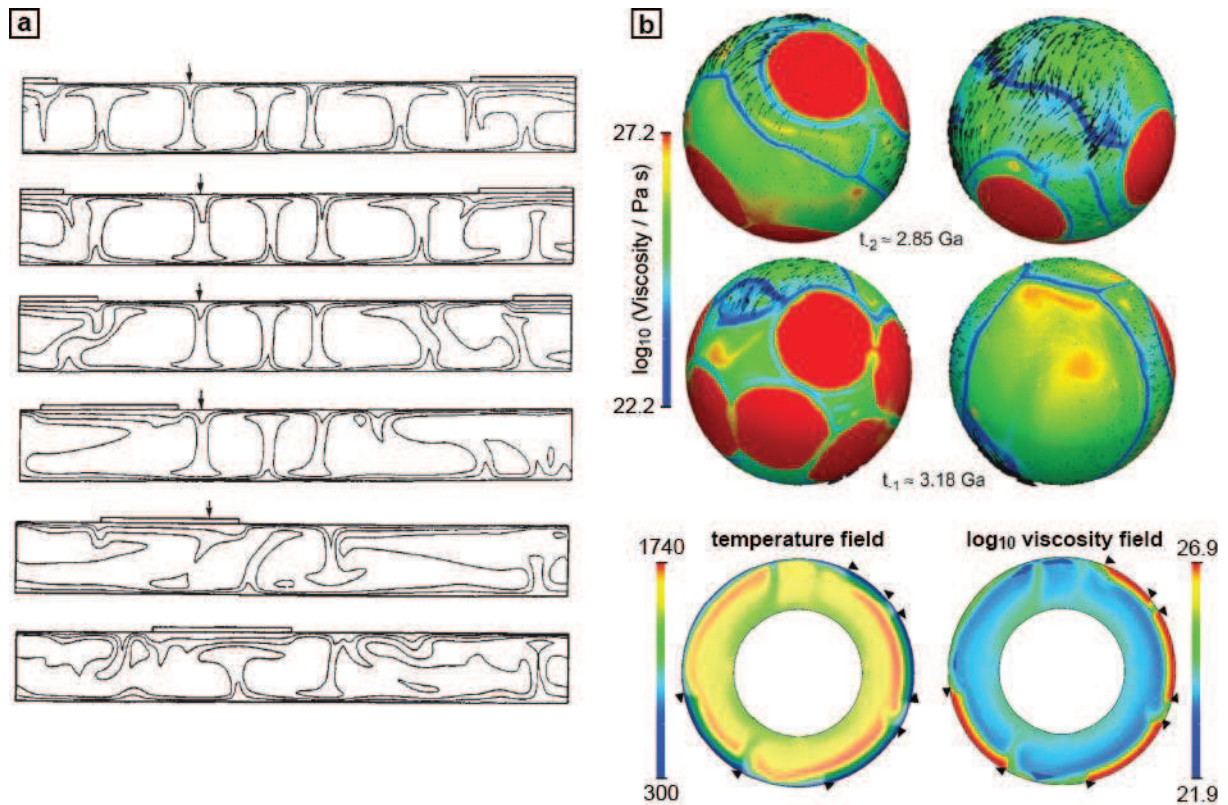 a
b
27.2
log₁₀ (Viscosity / Pa s)
22.2
t₋₂ ≈ 2.85 Ga
t₋₁ ≈ 3.18 Ga
temperature field
log₁₀ viscosity field
1740
300
26.9
21.9